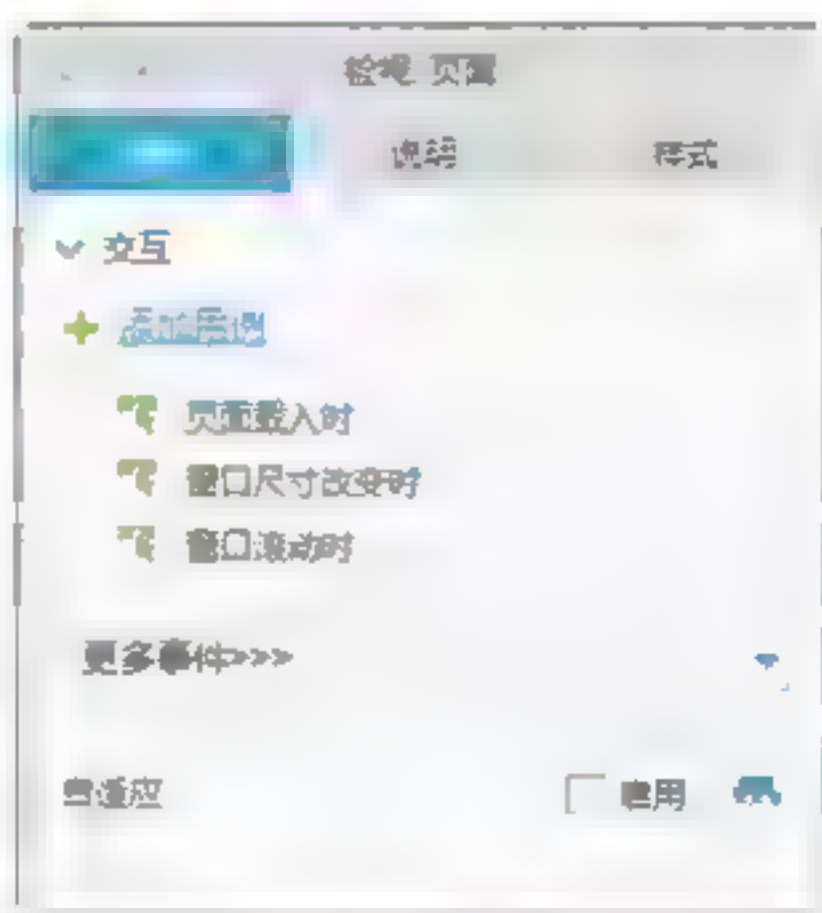 检视: 页面
说明 样式
交互
添加用例
页面载入时
窗口尺寸改变时
窗口滚动时
更多事件>>>
自适应 启用